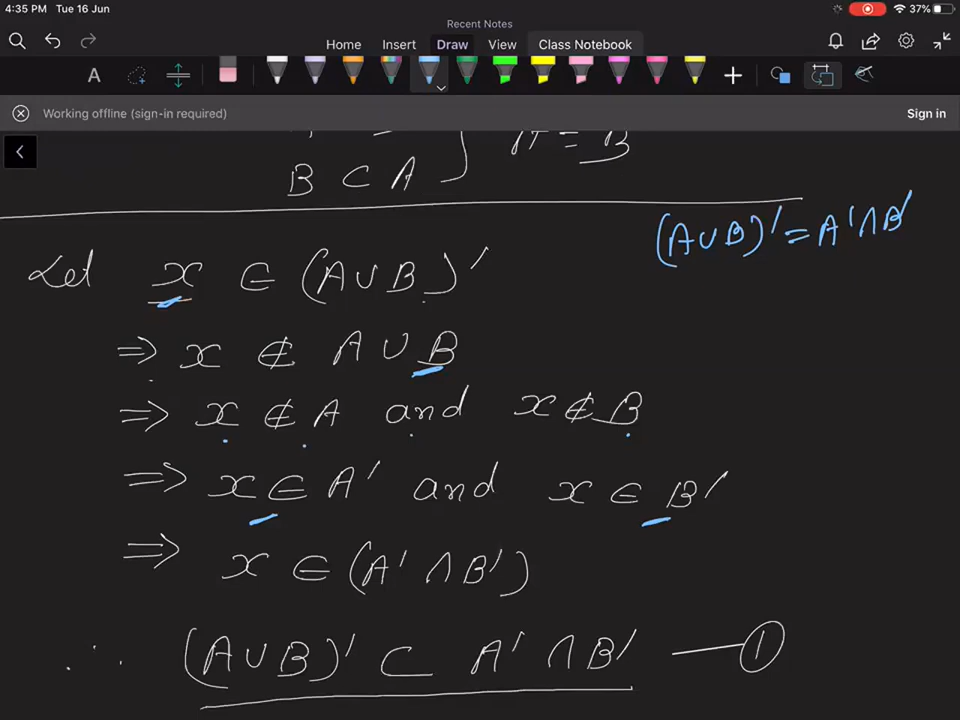 4:35 PM Tue 16 Jun 37%
Recent Notes
Home Insert Draw View Class Notebook
A
Working offline (sign-in required) Sign in
B ⊂ A } A = B
(A∪B)' = A'∩B'
Let x ∈ (A∪B)'
⇒ x ∉ A∪B
⇒ x ∉ A and x ∉ B
⇒ x ∈ A' and x ∈ B'
⇒ x ∈ (A'∩B')
∴ (A∪B)' ⊂ A'∩B' — ①